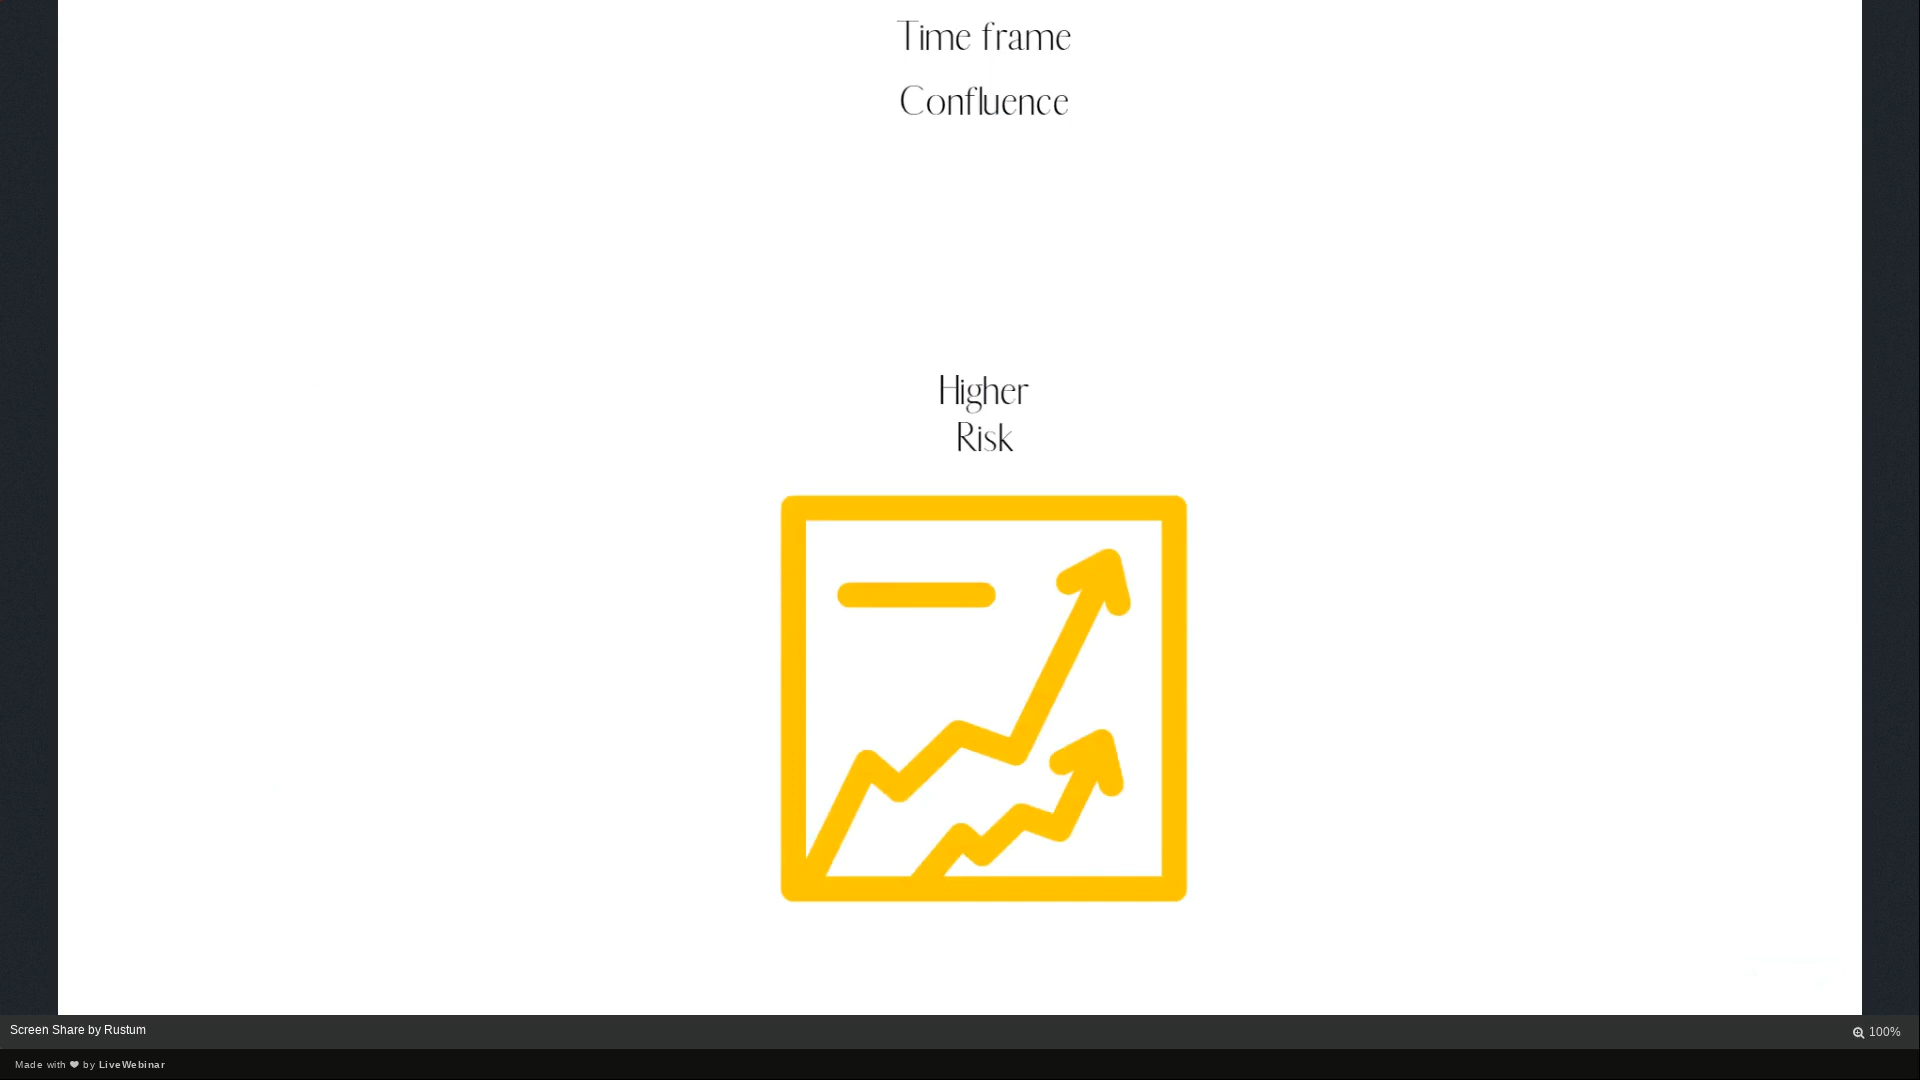 Time frame
Confluence
Higher
Risk
Screen Share by Rustum
100%
Made with ❤ by LiveWebinar